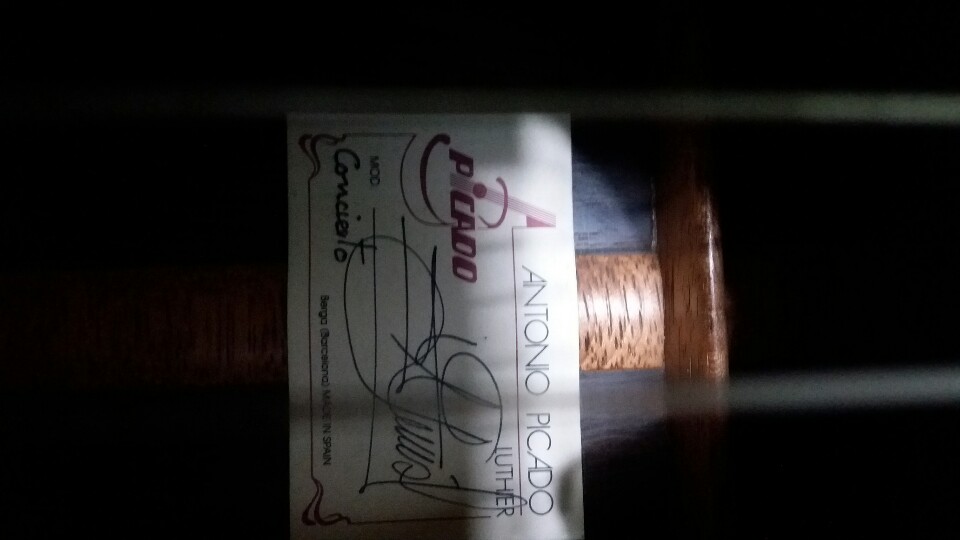 ANTONIO PICADO
LUTHIER
PICADO
MOD. Concierto
Berga (Barcelona) MADE IN SPAIN